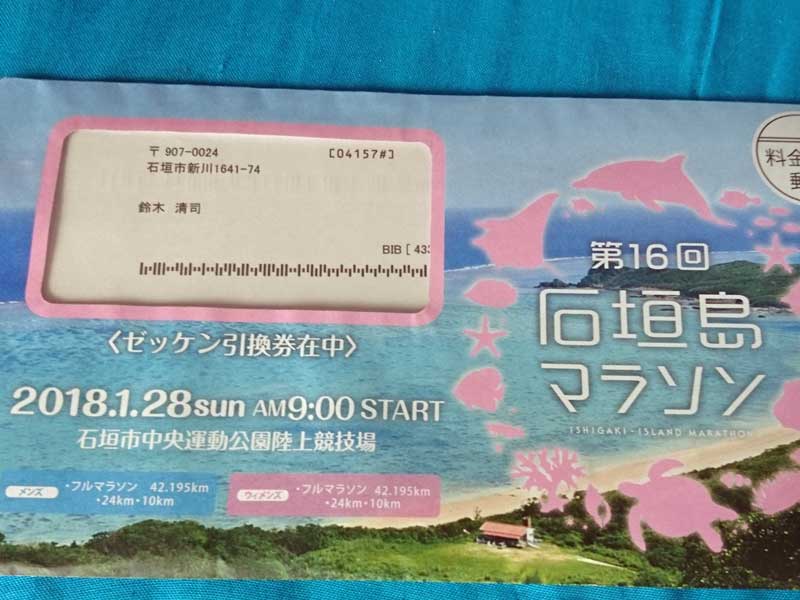 〒907-0024 [04157#]
石垣市新川1641-74
鈴木 清司
BIB [ 43
〈ゼッケン引換券在中〉
2018.1.28sun AM9:00 START
石垣市中央運動公園陸上競技場
メンズ ・フルマラソン 42.195km
・24km・10km
ウィメンズ ・フルマラソン 42.195km
・24km・10km
料金
郵
第16回
石垣島
マラソン
ISHIGAKI-ISLAND MARATHON